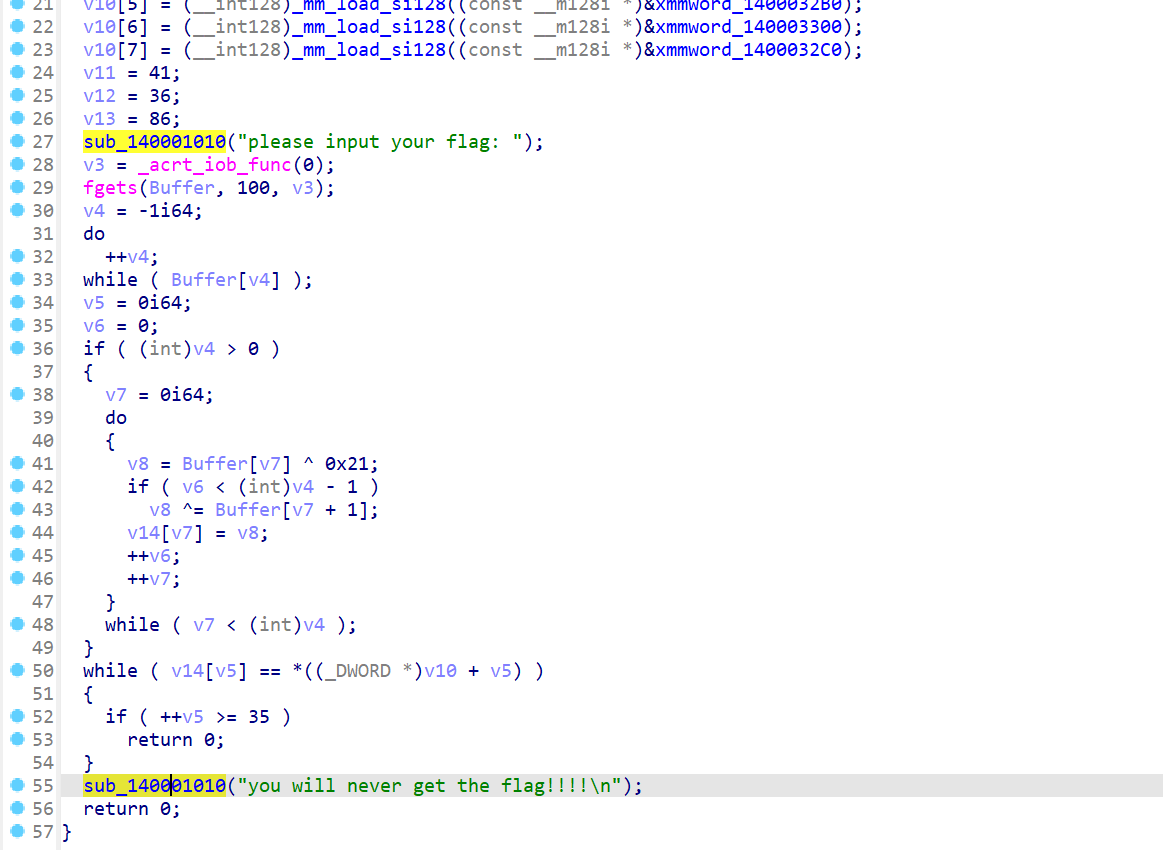 21 v10[5] = (__int128)_mm_load_si128((const __m128i *)&xmmword_1400032B0);
22 v10[6] = (__int128)_mm_load_si128((const __m128i *)&xmmword_140003300);
23 v10[7] = (__int128)_mm_load_si128((const __m128i *)&xmmword_1400032C0);
24 v11 = 41;
25 v12 = 36;
26 v13 = 86;
27 sub_140001010("please input your flag: ");
28 v3 = _acrt_iob_func(0);
29 fgets(Buffer, 100, v3);
30 v4 = -1i64;
31 do
32 ++v4;
33 while ( Buffer[v4] );
34 v5 = 0i64;
35 v6 = 0;
36 if ( (int)v4 > 0 )
37 {
38 v7 = 0i64;
39 do
40 {
41 v8 = Buffer[v7] ^ 0x21;
42 if ( v6 < (int)v4 - 1 )
43 v8 ^= Buffer[v7 + 1];
44 v14[v7] = v8;
45 ++v6;
46 ++v7;
47 }
48 while ( v7 < (int)v4 );
49 }
50 while ( v14[v5] == *((_DWORD *)v10 + v5) )
51 {
52 if ( ++v5 >= 35 )
53 return 0;
54 }
55 sub_140001010("you will never get the flag!!!!\n");
56 return 0;
57 }